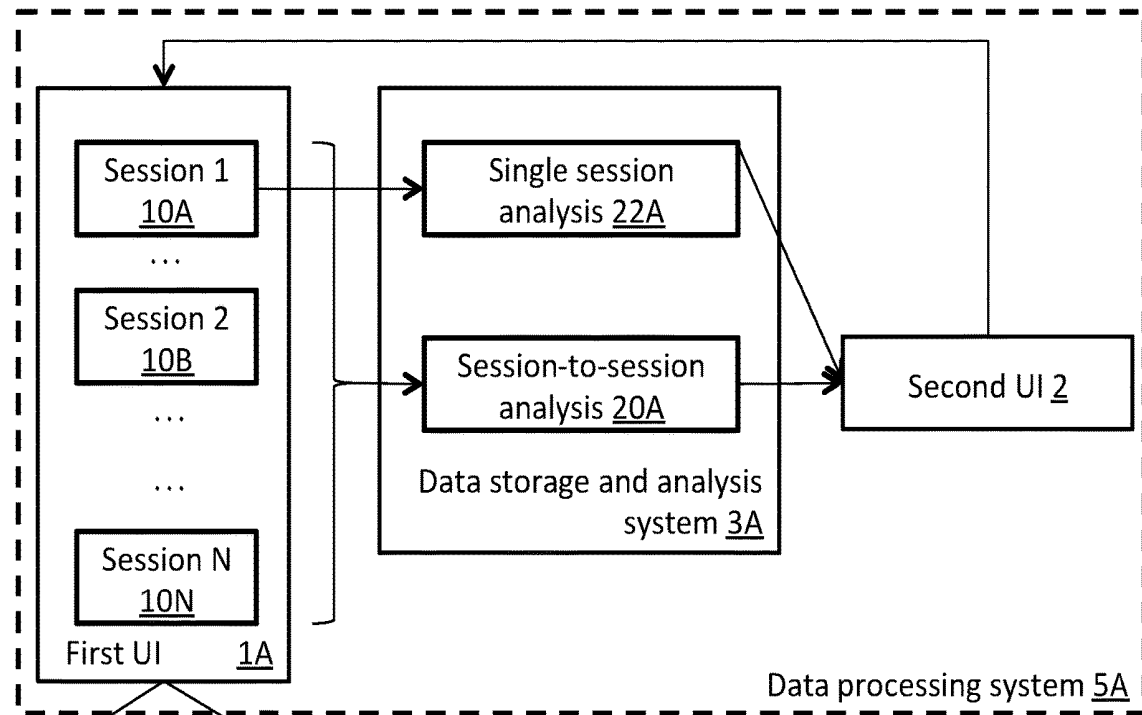 Session 1
10A
...
Session 2
10B
...
...
Session N
10N
First UI 1A
Single session
analysis 22A
Session-to-session
analysis 20A
Data storage and analysis
system 3A
Second UI 2
Data processing system 5A